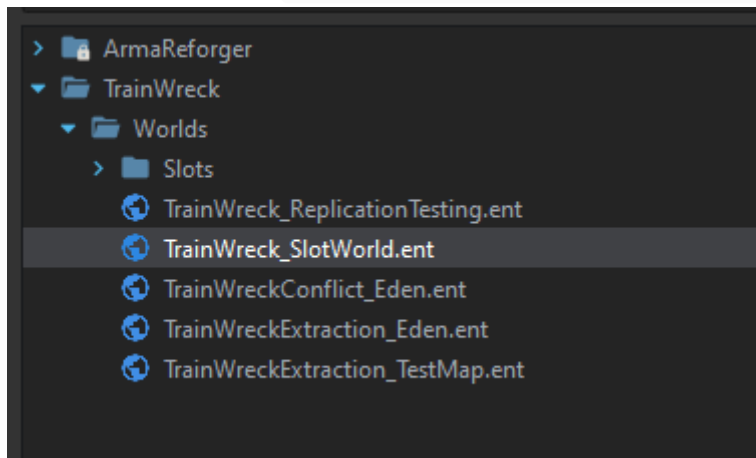 ArmaReforger
TrainWreck
Worlds
Slots
TrainWreck_ReplicationTesting.ent
TrainWreck_SlotWorld.ent
TrainWreckConflict_Eden.ent
TrainWreckExtraction_Eden.ent
TrainWreckExtraction_TestMap.ent